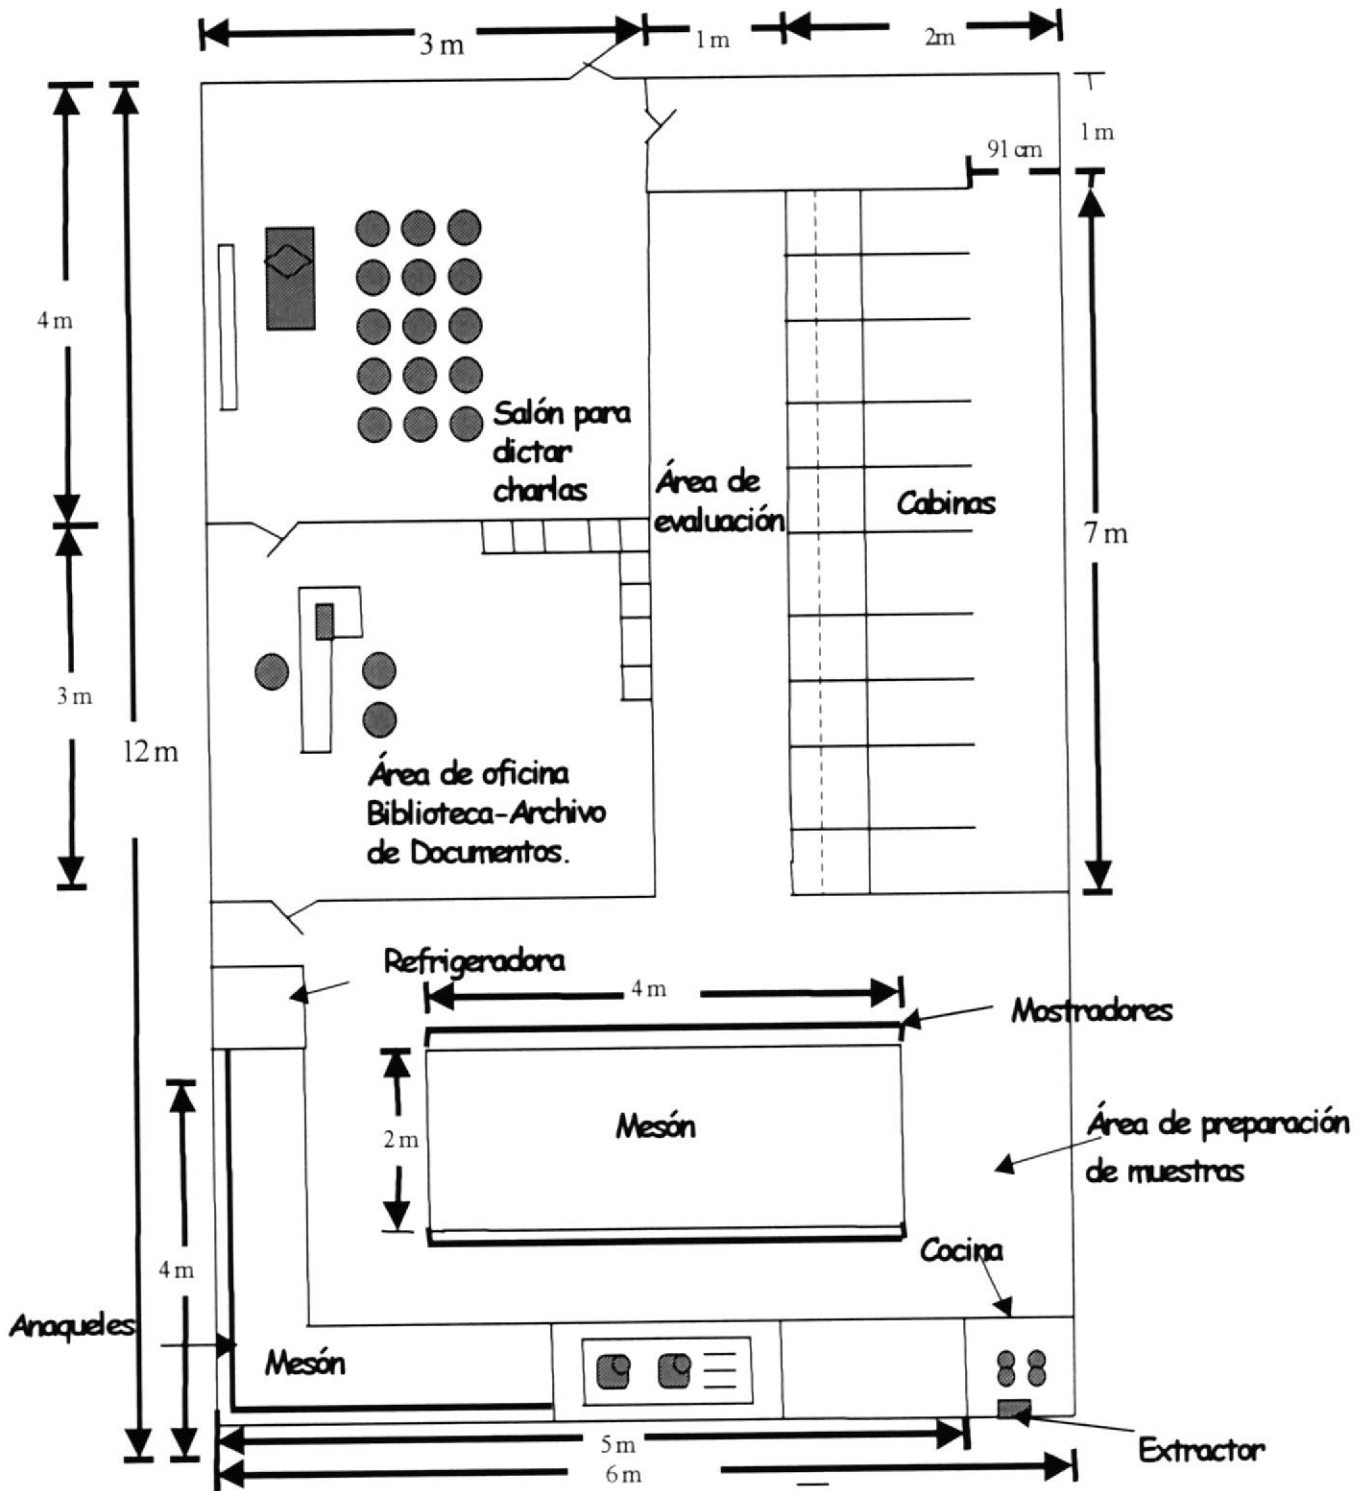 3 m
1 m
2m
1 m
91 cm
4 m
Salón para
dictar
charlas
Área de
evaluación
Cabinas
7 m
3 m
12 m
Área de oficina
Biblioteca-Archivo
de Documentos.
Refrigeradora
4 m
Mostradores
Mesón
2 m
Área de preparación
de muestras
Cocina
4 m
Anaqueles
Mesón
5 m
6 m
Extractor